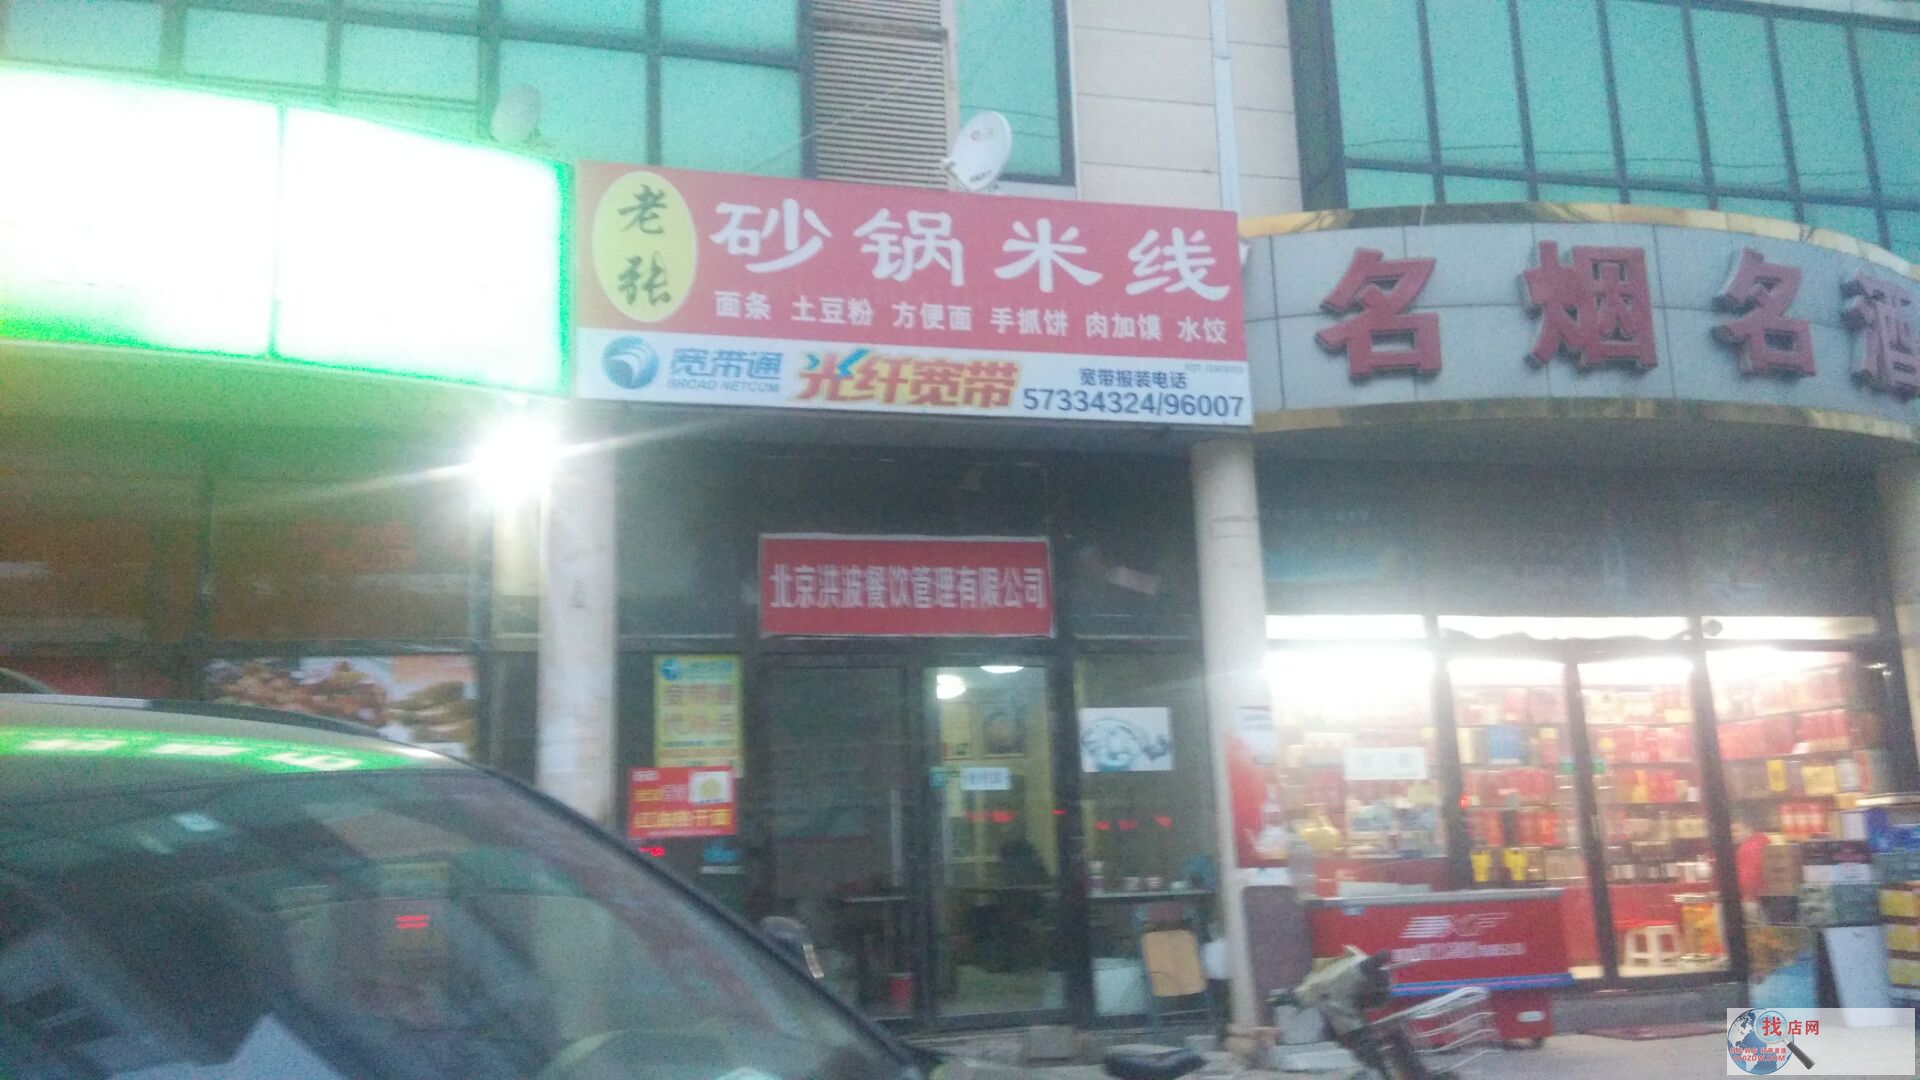 老张
砂锅米线
面条 土豆粉 方便面 手抓饼 肉加馍 水饺
宽带通
BROAD NETCOM
光纤宽带
宽带报装电话
57334324/96007
名烟名酒
北京洪波餐饮管理有限公司
找店网